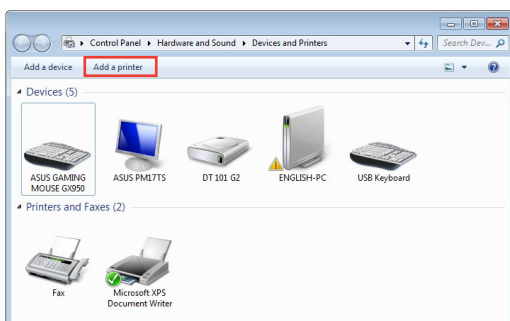 Control Panel ▸ Hardware and Sound ▸ Devices and Printers
Search Dev...
Add a device Add a printer
Devices (5)
ASUS GAMING
MOUSE GX950
ASUS PM17TS
DT 101 G2
ENGLISH-PC
USB Keyboard
Printers and Faxes (2)
Fax
Microsoft XPS
Document Writer